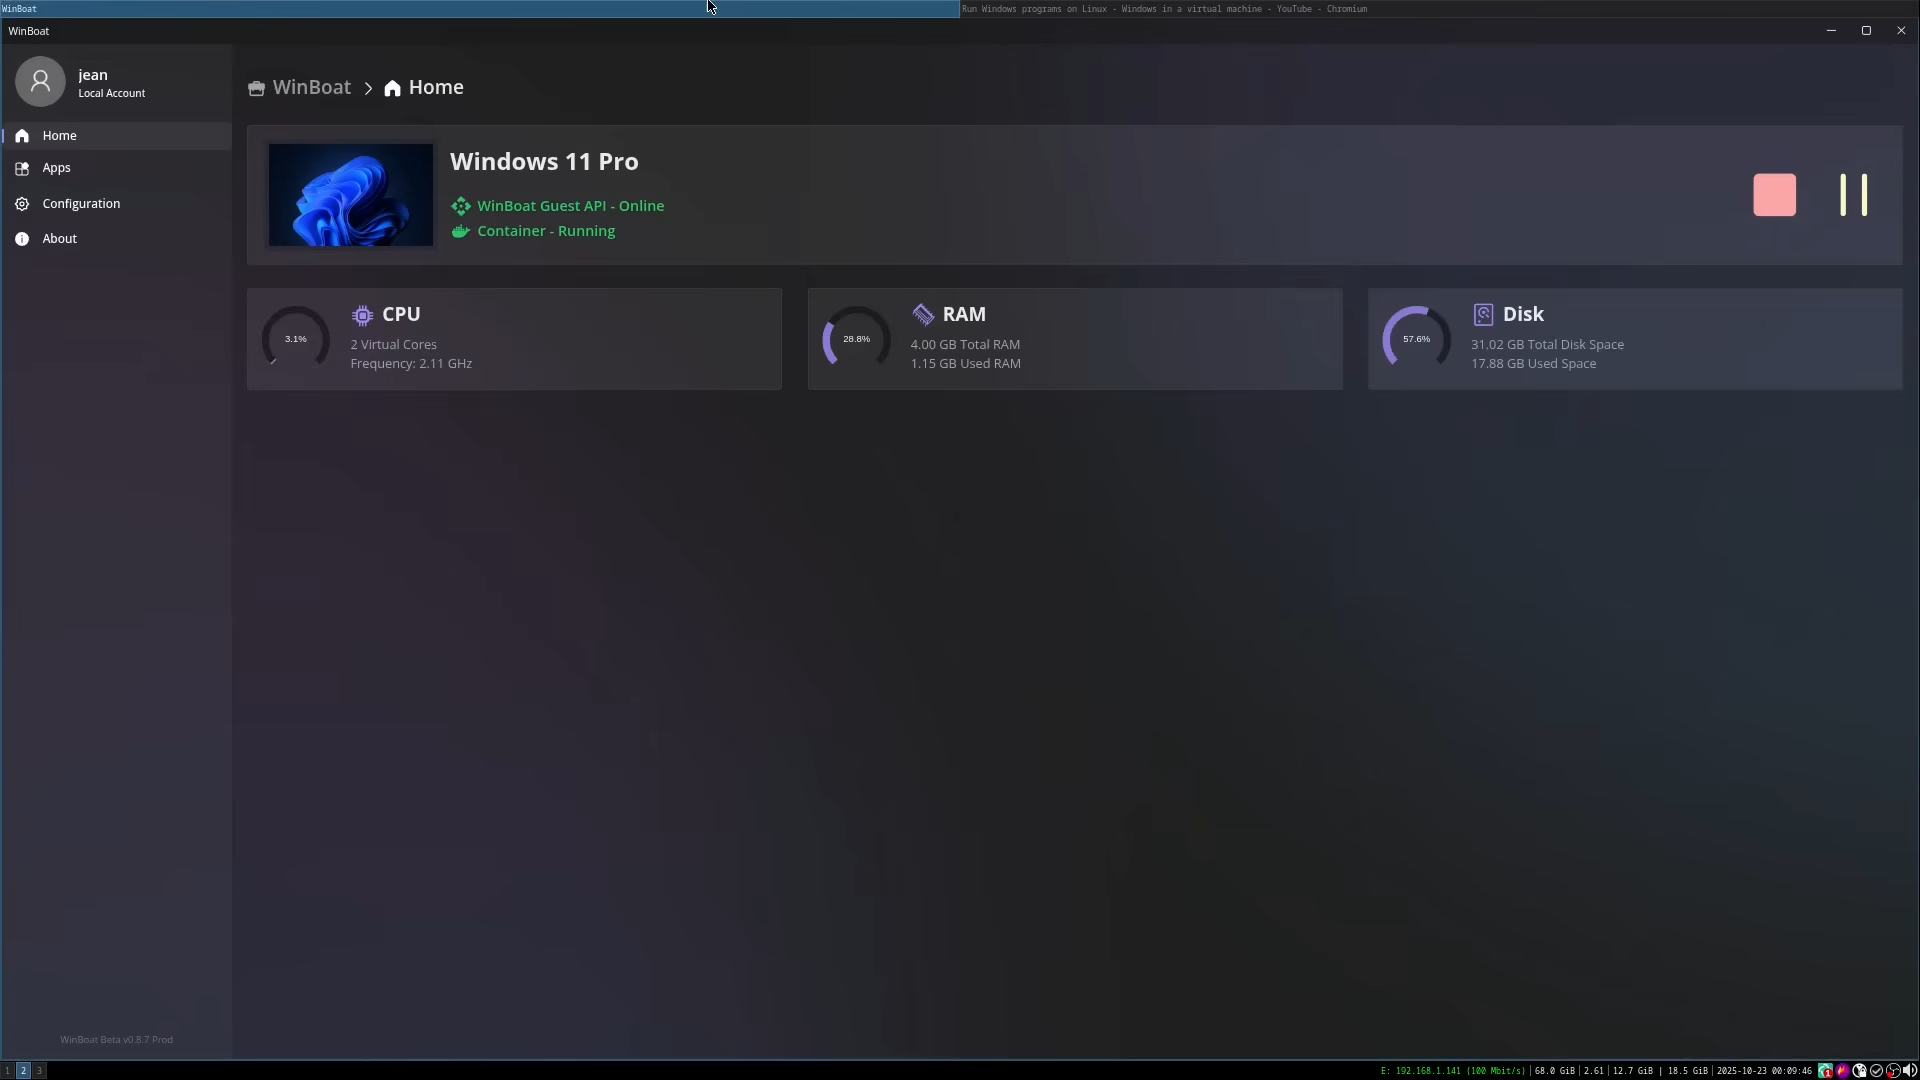 WinBoat
Run Windows programs on Linux - Windows in a virtual machine - YouTube - Chromium
WinBoat
jean
Local Account
Home
Apps
Configuration
About
WinBoat > Home
Windows 11 Pro
WinBoat Guest API - Online
Container - Running
CPU
3.1%
2 Virtual Cores
Frequency: 2.11 GHz
RAM
28.8%
4.00 GB Total RAM
1.15 GB Used RAM
Disk
57.6%
31.02 GB Total Disk Space
17.88 GB Used Space
WinBoat Beta v0.8.7 Prod
1 2 3
E: 192.168.1.141 (100 Mbit/s) | 68.0 GiB | 2.61 | 12.7 GiB | 18.5 GiB | 2025-10-23 00:09:46